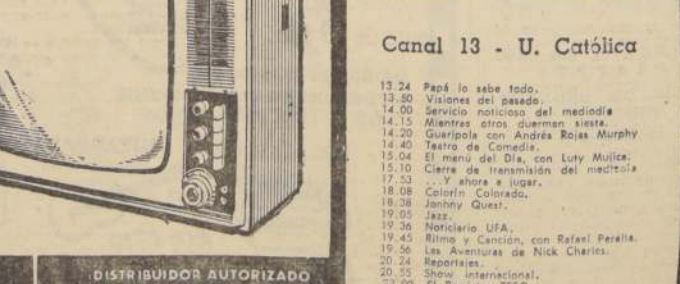 DISTRIBUIDOR AUTORIZADO
Canal 13 - U. Católica
13.24 Papá lo sabe todo.
13.50 Visiones del pasado.
14.00 Servicio noticioso del mediodía
14.15 Mientras otros duermen siesta.
14.20 Guaripola con Andrés Rojas Murphy
14.40 Teatro de Comedia.
15.04 El menú del Día, con Luty Mujica.
15.10 Cierre de transmisión del mediodía
17.53 ...Y ahora a jugar.
18.08 Colorín Colorado.
18.38 Jonhny Quest.
19.05 Jazz.
19.36 Noticiario UFA.
19.45 Ritmo y Canción, con Rafael Peralta.
19.56 Las Aventuras de Nick Charles.
20.24 Reportajes.
20.55 Show internacional.